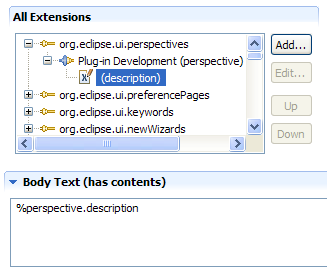 All Extensions
org.eclipse.ui.perspectives
Plug-in Development (perspective)
(description)
org.eclipse.ui.preferencePages
org.eclipse.ui.keywords
org.eclipse.ui.newWizards
Add...
Edit...
Up
Down
Body Text (has contents)
%perspective.description